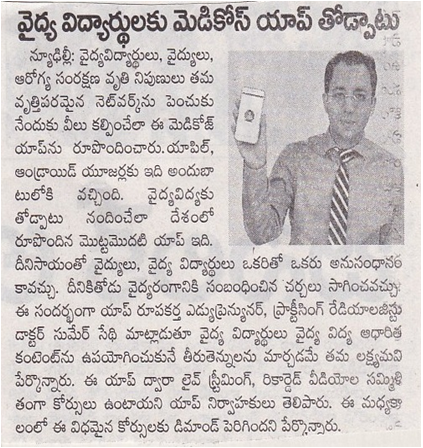 వైద్య విద్యార్థులకు మెడికోస్ యాప్ తోడ్పాటు
న్యూఢిల్లీ: వైద్యవిద్యార్థులు, వైద్యులు,
ఆరోగ్య సంరక్షణ వృతి నిపుణులు తమ
వృత్తిపరమైన నెట్‌వర్క్‌ను పెంచుకు
నేందుకు వీలు కల్పించేలా ఈ మెడికోజ్
యాప్‌ను రూపొందించారు. యాపిల్,
ఆండ్రాయిడ్ యూజర్లకు ఇది అందుబా
టులోకి వచ్చింది. వైద్యవిద్యకు
తోడ్పాటు నందించేలా దేశంలో
రూపొందిన మొట్టమొదటి యాప్ ఇది.
దీనిసాయంతో వైద్యులు, వైద్య విద్యార్థులు ఒకరితో ఒకరు అనుసంధానం
కావచ్చు. దీనికితోడు వైద్యరంగానికి సంబంధించిన చర్చలు సాగించవచ్చు.
ఈ సందర్భంగా యాప్ రూపకర్త ఎడ్యుప్రెన్యునర్, ప్రాక్టీసింగ్ రేడియాలజిస్టు
డాక్టర్ సుమేర్ సేథి మాట్లాడుతూ వైద్య విద్యార్థులు వైద్య విద్య ఆధారిత
కంటెంట్‌ను ఉపయోగించుకునే తీరుతెన్నులను మార్చడమే తమ లక్ష్యమని
పేర్కొన్నారు. ఈ యాప్ ద్వారా లైవ్ స్ట్రీమింగ్, రికార్డెడ్ వీడియోల సమ్మిళి
తంగా కోర్సులు ఉంటాయని యాప్ నిర్వాహకులు తెలిపారు. ఈ మధ్యకా
లంలో ఈ విధమైన కోర్సులకు డిమాండ్ పెరిగిందని పేర్కొన్నారు.